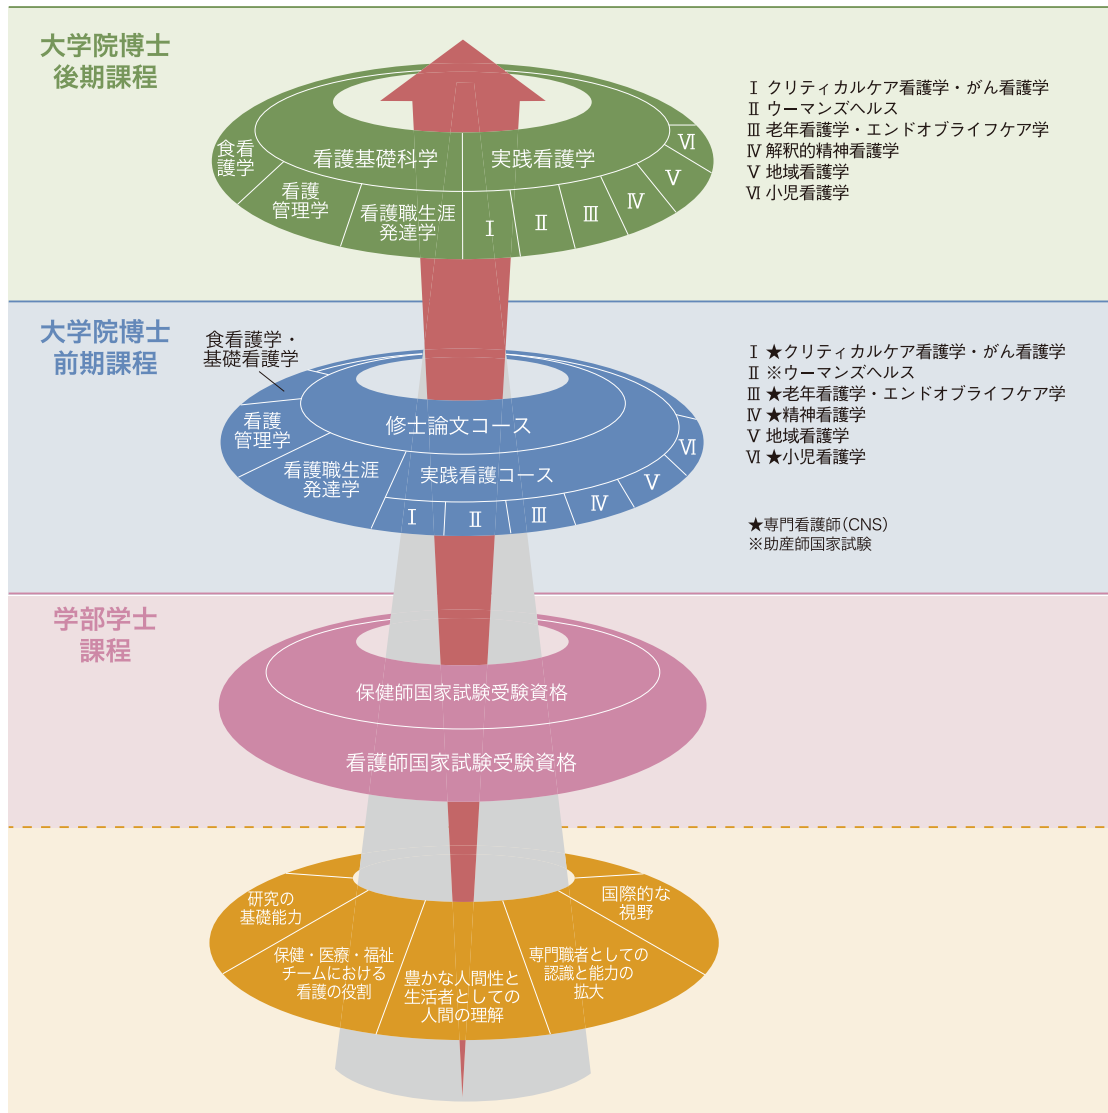 大学院博士
後期課程
食看
護学
看護基礎科学
実践看護学
看護
管理学
看護職生涯
発達学
Ⅰ
Ⅱ
Ⅲ
Ⅳ
Ⅴ
Ⅵ
Ⅰ クリティカルケア看護学・がん看護学
Ⅱ ウーマンズヘルス
Ⅲ 老年看護学・エンドオブライフケア学
Ⅳ 解釈的精神看護学
Ⅴ 地域看護学
Ⅵ 小児看護学
大学院博士
前期課程
食看護学・
基礎看護学
看護
管理学
看護職生涯
発達学
修士論文コース
実践看護コース
Ⅰ
Ⅱ
Ⅲ
Ⅳ
Ⅴ
Ⅵ
Ⅰ ★クリティカルケア看護学・がん看護学
Ⅱ ※ウーマンズヘルス
Ⅲ ★老年看護学・エンドオブライフケア学
Ⅳ ★精神看護学
Ⅴ 地域看護学
Ⅵ ★小児看護学
★専門看護師(CNS)
※助産師国家試験
学部学士
課程
保健師国家試験受験資格
看護師国家試験受験資格
研究の
基礎能力
保健・医療・福祉
チームにおける
看護の役割
豊かな人間性と
生活者としての
人間の理解
専門職者としての
認識と能力の
拡大
国際的な
視野